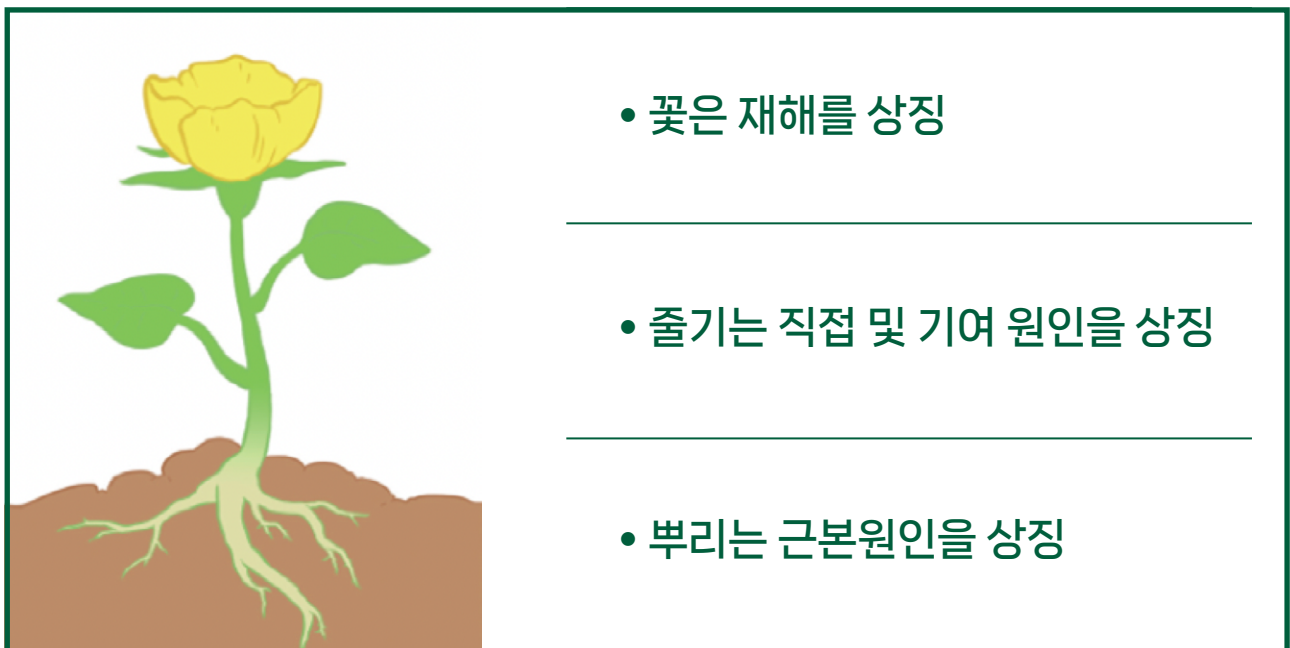 • 꽃은 재해를 상징
• 줄기는 직접 및 기여 원인을 상징
• 뿌리는 근본원인을 상징